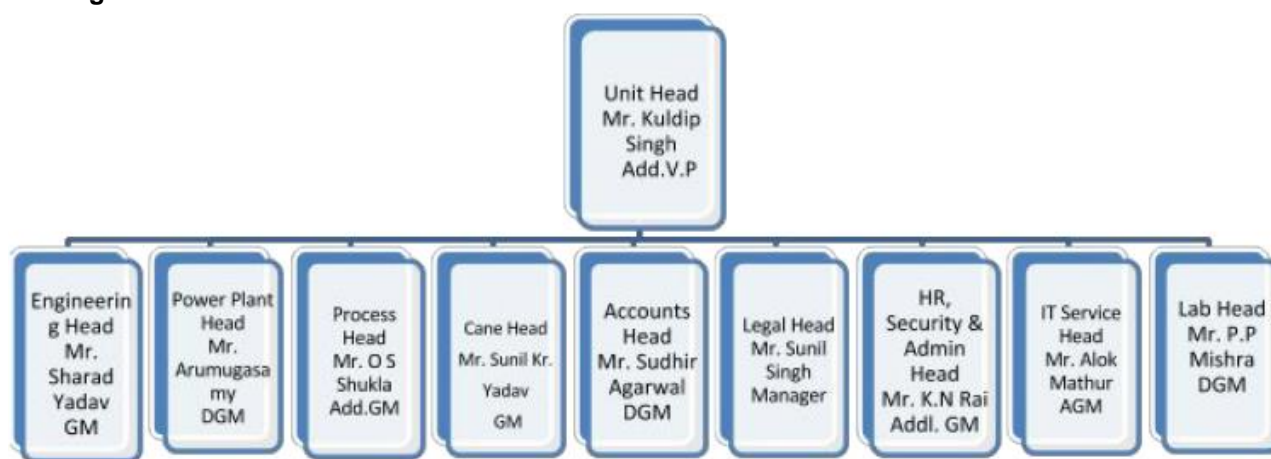 Unit Head
Mr. Kuldip
Singh
Add.V.P
Engineerin
g Head
Mr.
Sharad
Yadav
GM
Power Plant
Head
Mr.
Arumugasa
my
DGM
Process
Head
Mr. O S
Shukla
Add.GM
Cane Head
Mr. Sunil Kr.
Yadav
GM
Accounts
Head
Mr. Sudhir
Agarwal
DGM
Legal Head
Mr. Sunil
Singh
Manager
HR,
Security &
Admin
Head
Mr. K.N Rai
Addl. GM
IT Service
Head
Mr. Alok
Mathur
AGM
Lab Head
Mr. P.P
Mishra
DGM